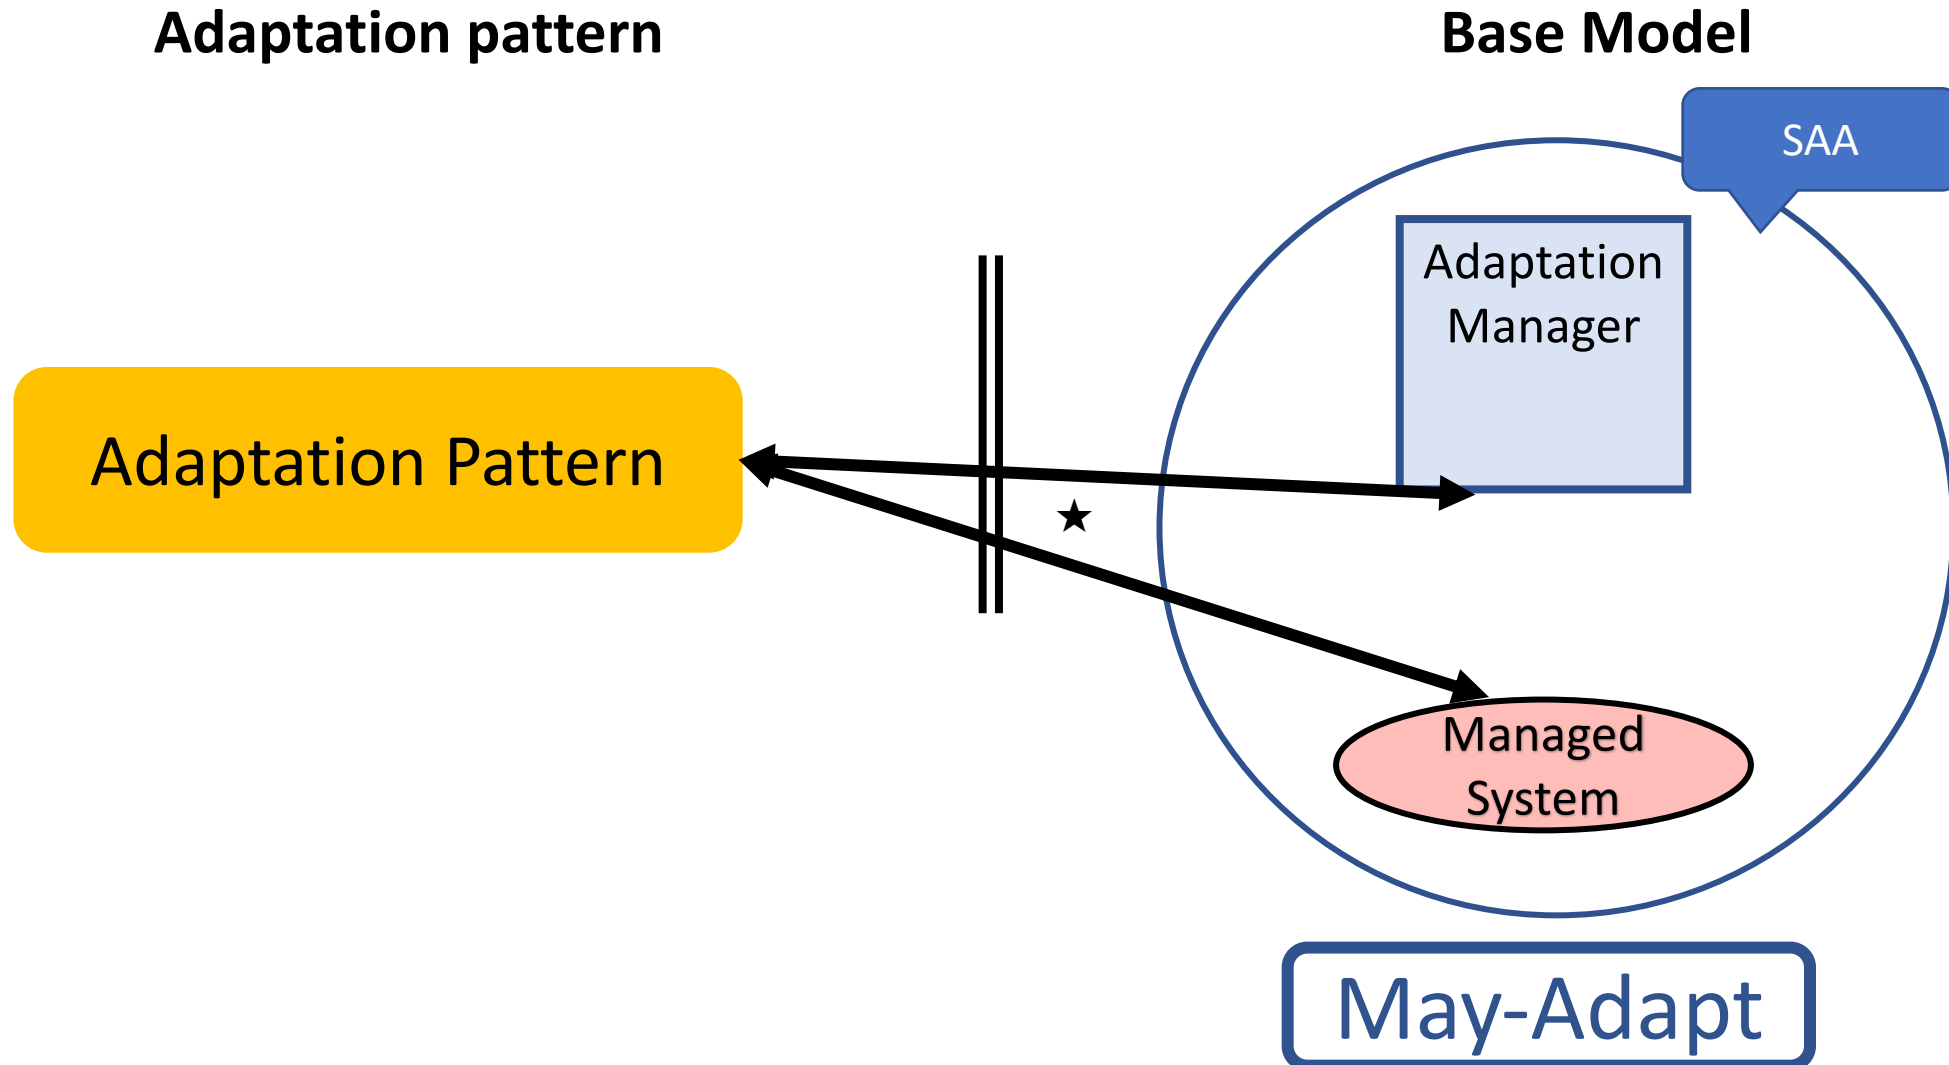 Adaptation pattern
Base Model
SAA
Adaptation
Manager
Adaptation Pattern
★
Managed
System
May-Adapt